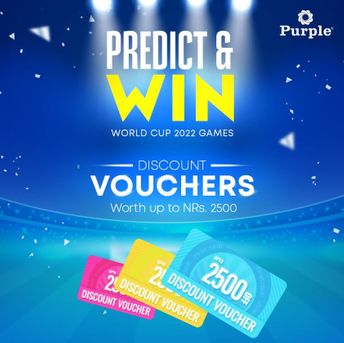 Purple
PREDICT &
WIN
WORLD CUP 2022 GAMES
DISCOUNT
VOUCHERS
Worth up to NRs. 2500
2500
DISCOUNT VOUCHER
DISCOUNT VOUCHER
DISCOUNT VOUCHER